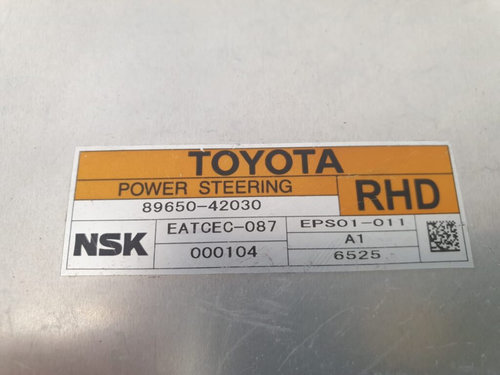 TOYOTA
POWER STEERING
RHD
89650-42030
NSK
EATCEC-087
EPS01-011
A1
000104
6525